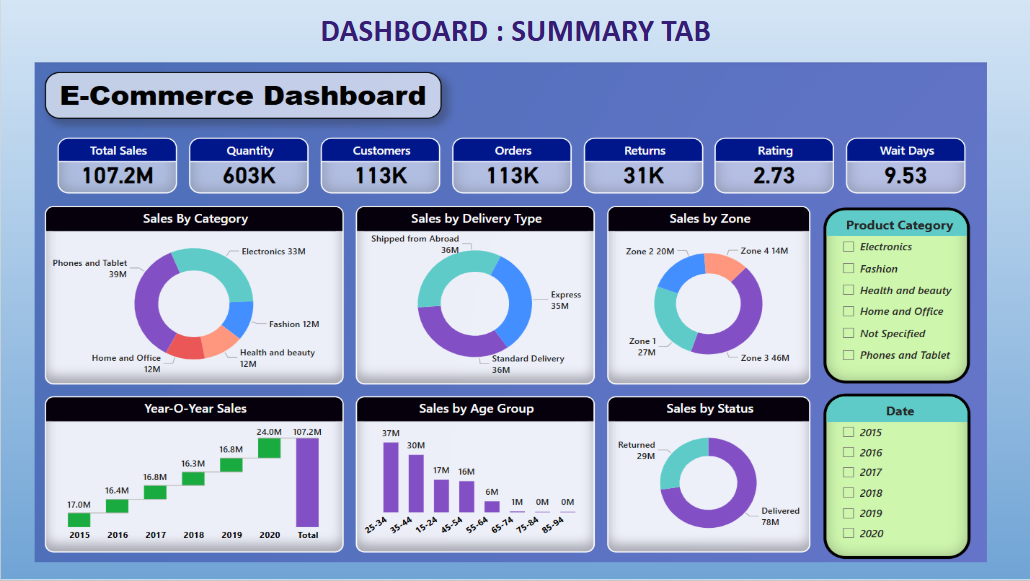 DASHBOARD : SUMMARY TAB
E-Commerce Dashboard
Total Sales
107.2M
Quantity
603K
Customers
113K
Orders
113K
Returns
31K
Rating
2.73
Wait Days
9.53
Sales By Category
Electronics 33M
Phones and Tablet
39M
Fashion 12M
Health and beauty
12M
Home and Office
12M
Sales by Delivery Type
Shipped from Abroad
36M
Express
35M
Standard Delivery
36M
Sales by Zone
Zone 2 20M
Zone 4 14M
Zone 1
27M
Zone 3 46M
Product Category
Electronics
Fashion
Health and beauty
Home and Office
Not Specified
Phones and Tablet
Year-O-Year Sales
17.0M
16.4M
16.8M
16.3M
16.8M
24.0M
107.2M
2015
2016
2017
2018
2019
2020
Total
Sales by Age Group
37M
30M
17M
16M
6M
1M
0M
0M
25-34
35-44
15-24
45-54
55-64
65-74
75-84
85-94
Sales by Status
Returned
29M
Delivered
78M
Date
2015
2016
2017
2018
2019
2020